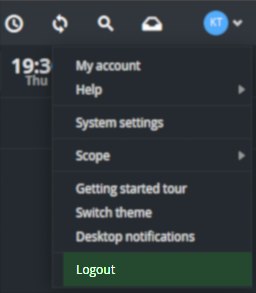 KT
19:3
Thu
My account
Help
System settings
Scope
Getting started tour
Switch theme
Desktop notifications
Logout